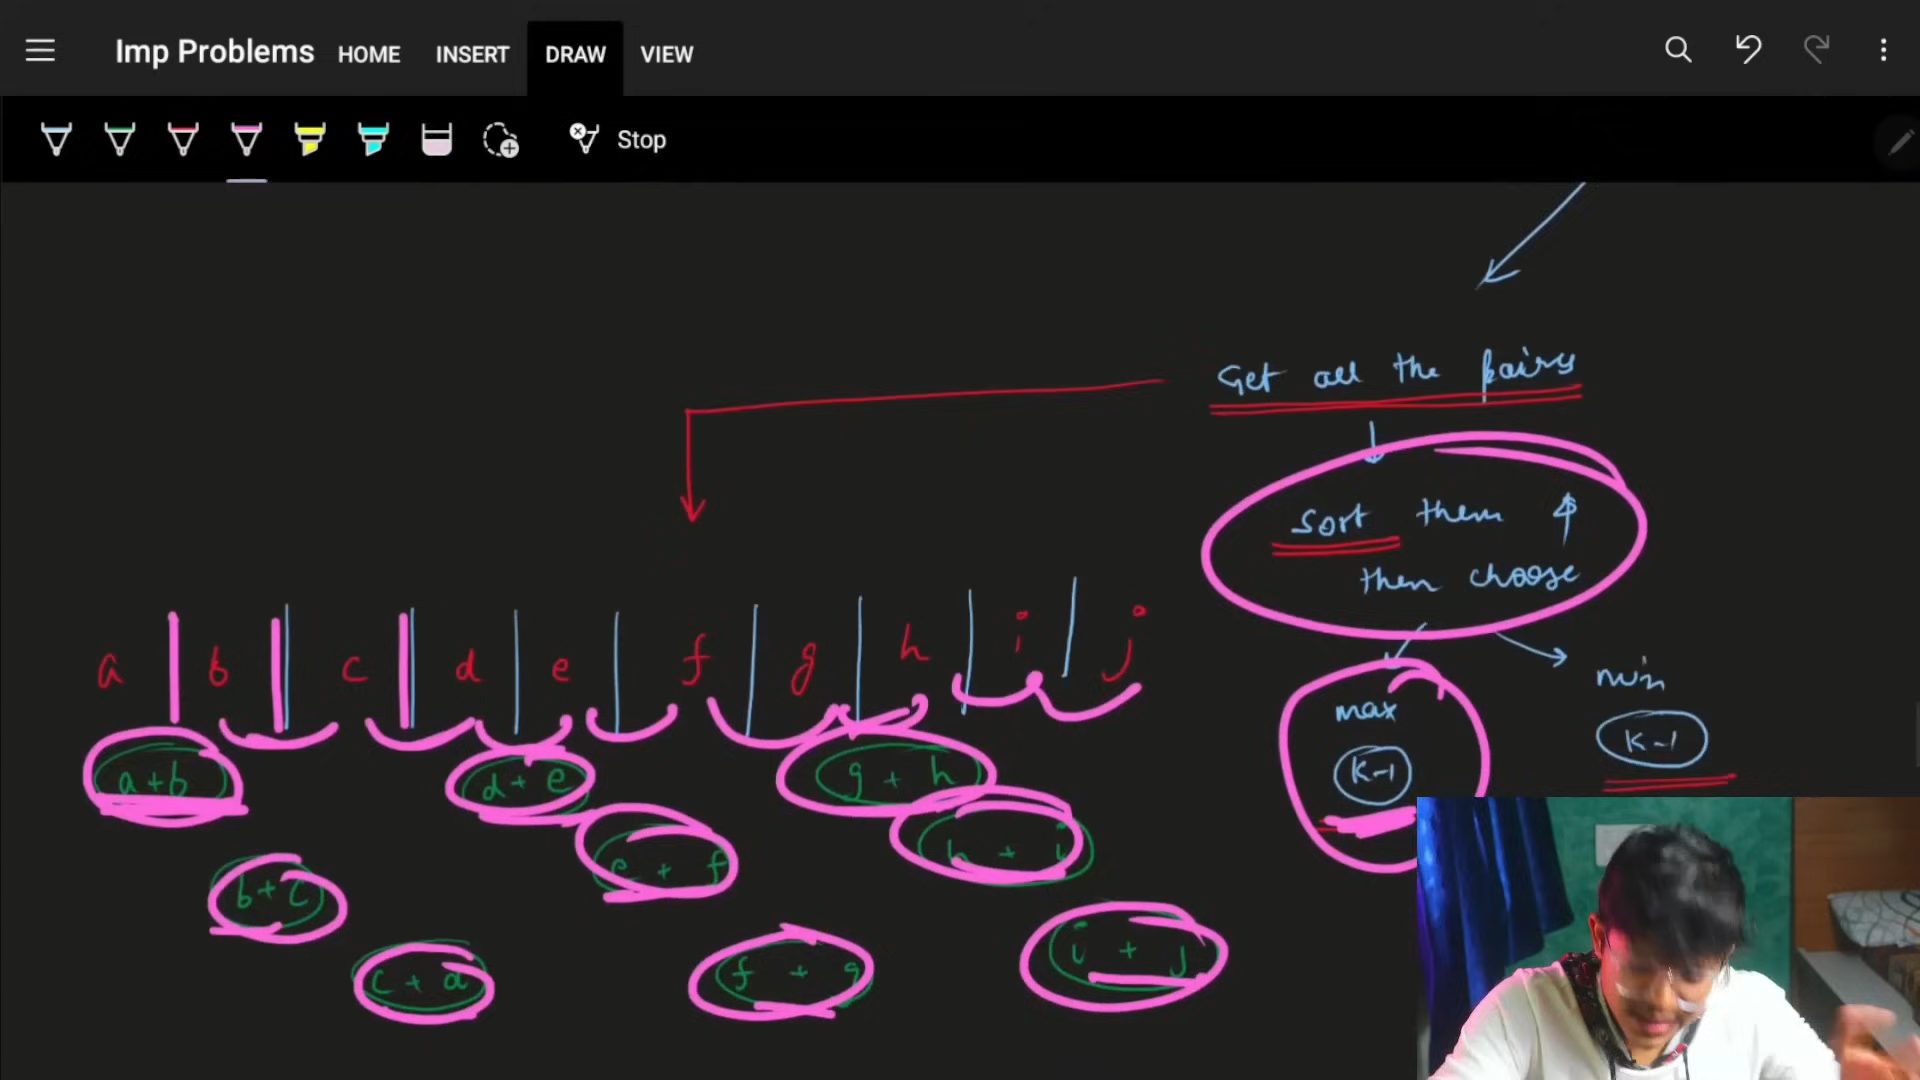 Imp Problems HOME INSERT DRAW VIEW
Stop
Get all the pairs
Sort them &
then choose
a b c d e f g h i j
max min
K-1 K-1
a+b d+e g+h
b+c e+f h+i
c+d f+g i+j